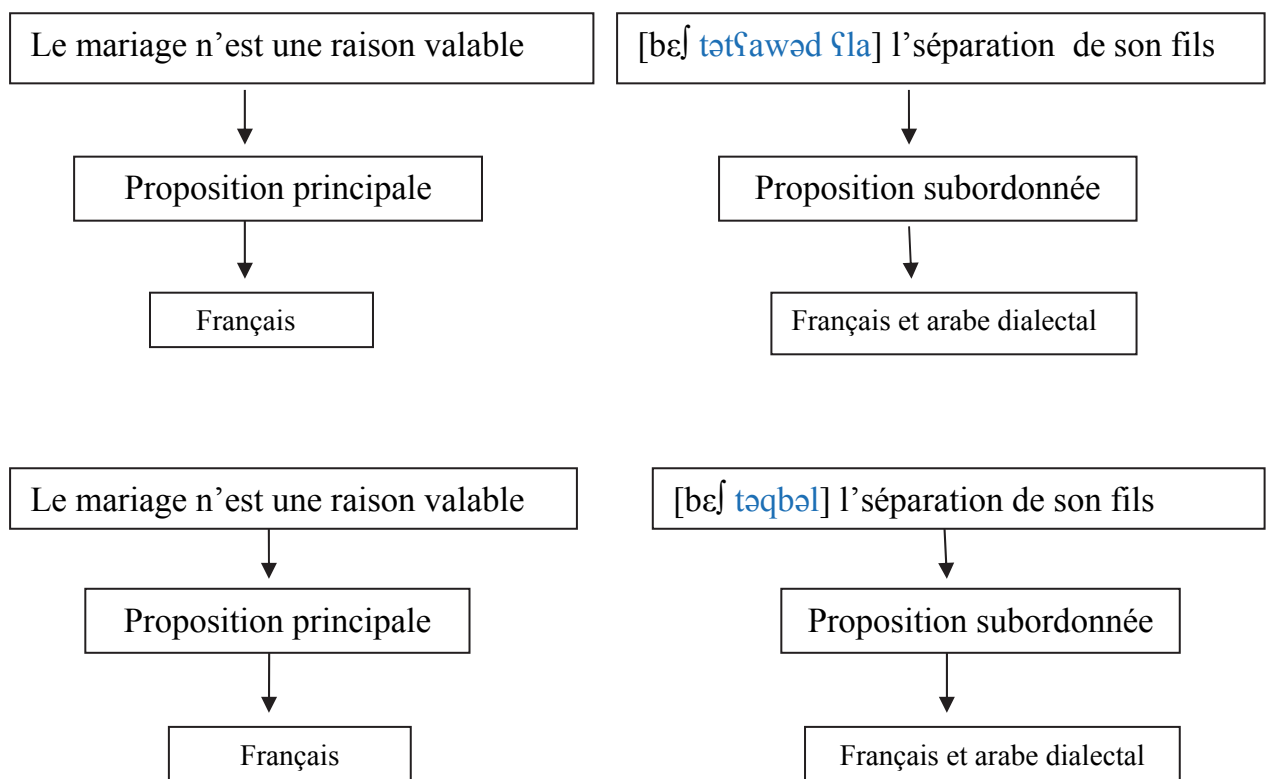 Le mariage n’est une raison valable
[bɛʃ tətʕawəd ʕla] l’séparation de son fils
Proposition principale
Proposition subordonnée
Français
Français et arabe dialectal
Le mariage n’est une raison valable
[bɛʃ təqbəl] l’séparation de son fils
Proposition principale
Proposition subordonnée
Français
Français et arabe dialectal